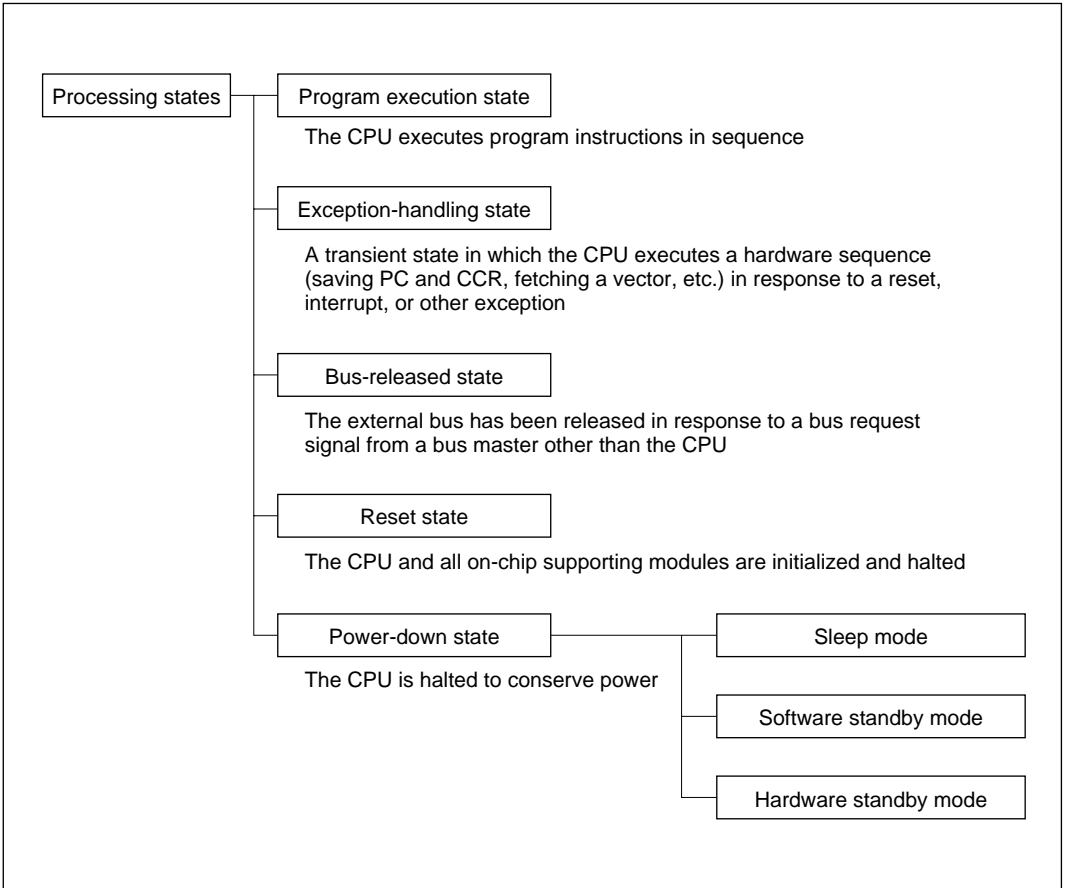 Processing states
Program execution state
The CPU executes program instructions in sequence
Exception-handling state
A transient state in which the CPU executes a hardware sequence
(saving PC and CCR, fetching a vector, etc.) in response to a reset,
interrupt, or other exception
Bus-released state
The external bus has been released in response to a bus request
signal from a bus master other than the CPU
Reset state
The CPU and all on-chip supporting modules are initialized and halted
Power-down state
The CPU is halted to conserve power
Sleep mode
Software standby mode
Hardware standby mode